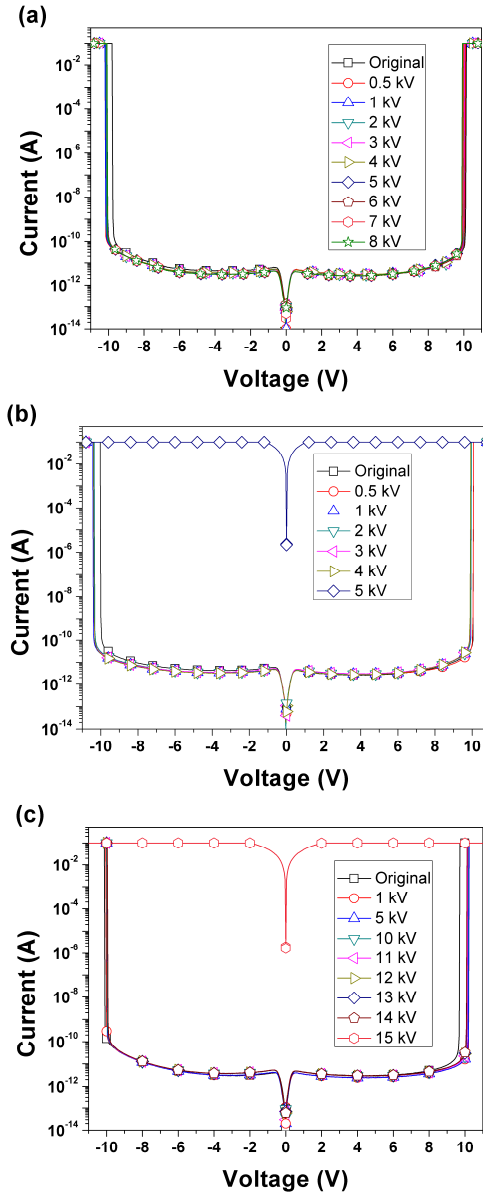 (a)
10^-2
10^-4
10^-6
10^-8
10^-10
10^-12
10^-14
Current (A)
Original
0.5 kV
1 kV
2 kV
3 kV
4 kV
5 kV
6 kV
7 kV
8 kV
-10 -8 -6 -4 -2 0 2 4 6 8 10
Voltage (V)
(b)
10^-2
10^-4
10^-6
10^-8
10^-10
10^-12
10^-14
Current (A)
Original
0.5 kV
1 kV
2 kV
3 kV
4 kV
5 kV
-10 -8 -6 -4 -2 0 2 4 6 8 10
Voltage (V)
(c)
10^-2
10^-4
10^-6
10^-8
10^-10
10^-12
10^-14
Current (A)
Original
1 kV
5 kV
10 kV
11 kV
12 kV
13 kV
14 kV
15 kV
-10 -8 -6 -4 -2 0 2 4 6 8 10
Voltage (V)